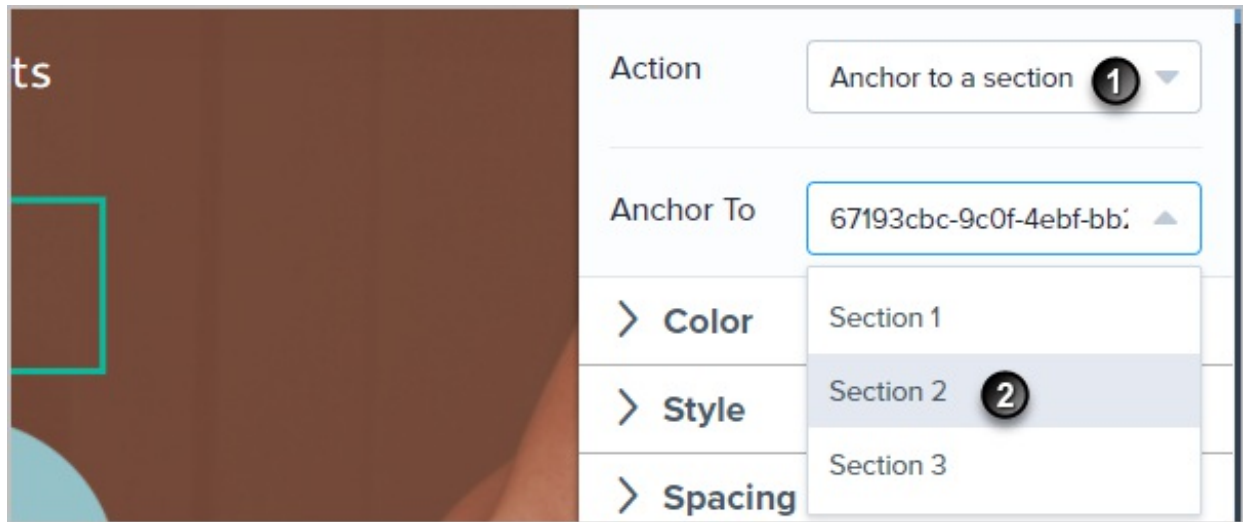 ts
Action
Anchor to a section 1
Anchor To
67193cbc-9c0f-4ebf-bb
Color
Section 1
Section 2 2
Style
Section 3
Spacing